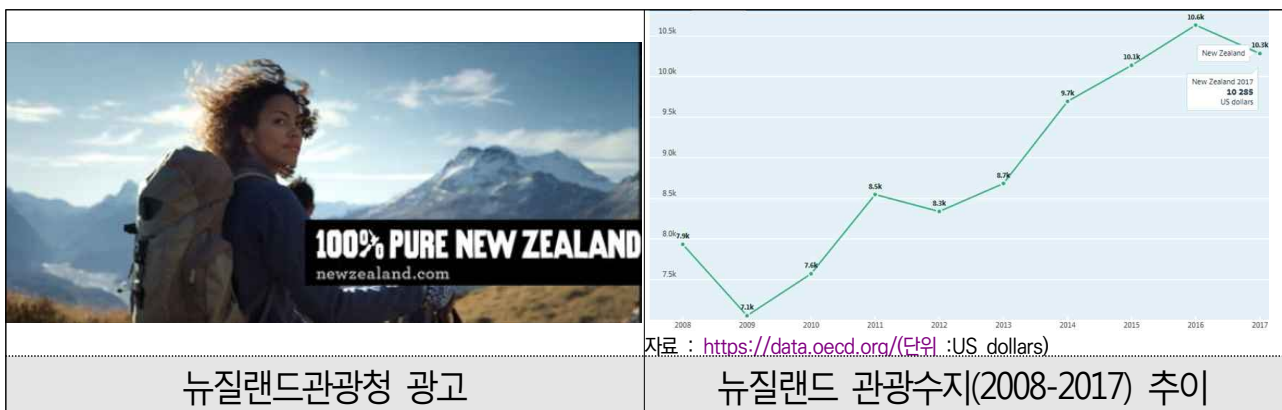 100% PURE NEW ZEALAND
newzealand.com
10.5k
10.0k
9.5k
9.0k
8.5k
8.0k
7.5k
7.9k
7.1k
7.6k
8.5k
8.3k
8.7k
9.7k
10.1k
10.6k
10.3k
New Zealand
New Zealand 2017
10 285
US dollars
2008 2009 2010 2011 2012 2013 2014 2015 2016 2017
자료 : https://data.oecd.org/(단위 :US dollars)
뉴질랜드관광청 광고
뉴질랜드 관광수지(2008-2017) 추이